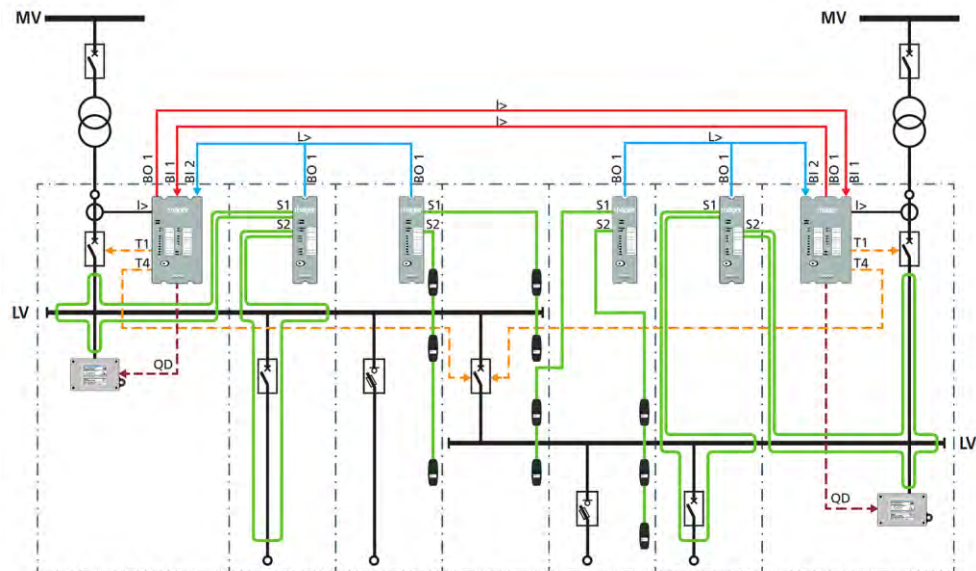 MV
MV
I>
I>
L>
L>
BO 1
BI 1
BI 2
BO 1
BO 1
BO 1
BO 1
BI 2
BO 1
BI 1
I>
S1
S2
S1
S1
S2
S1
S2
I>
T1
T4
T1
T4
LV
QD
LV
QD